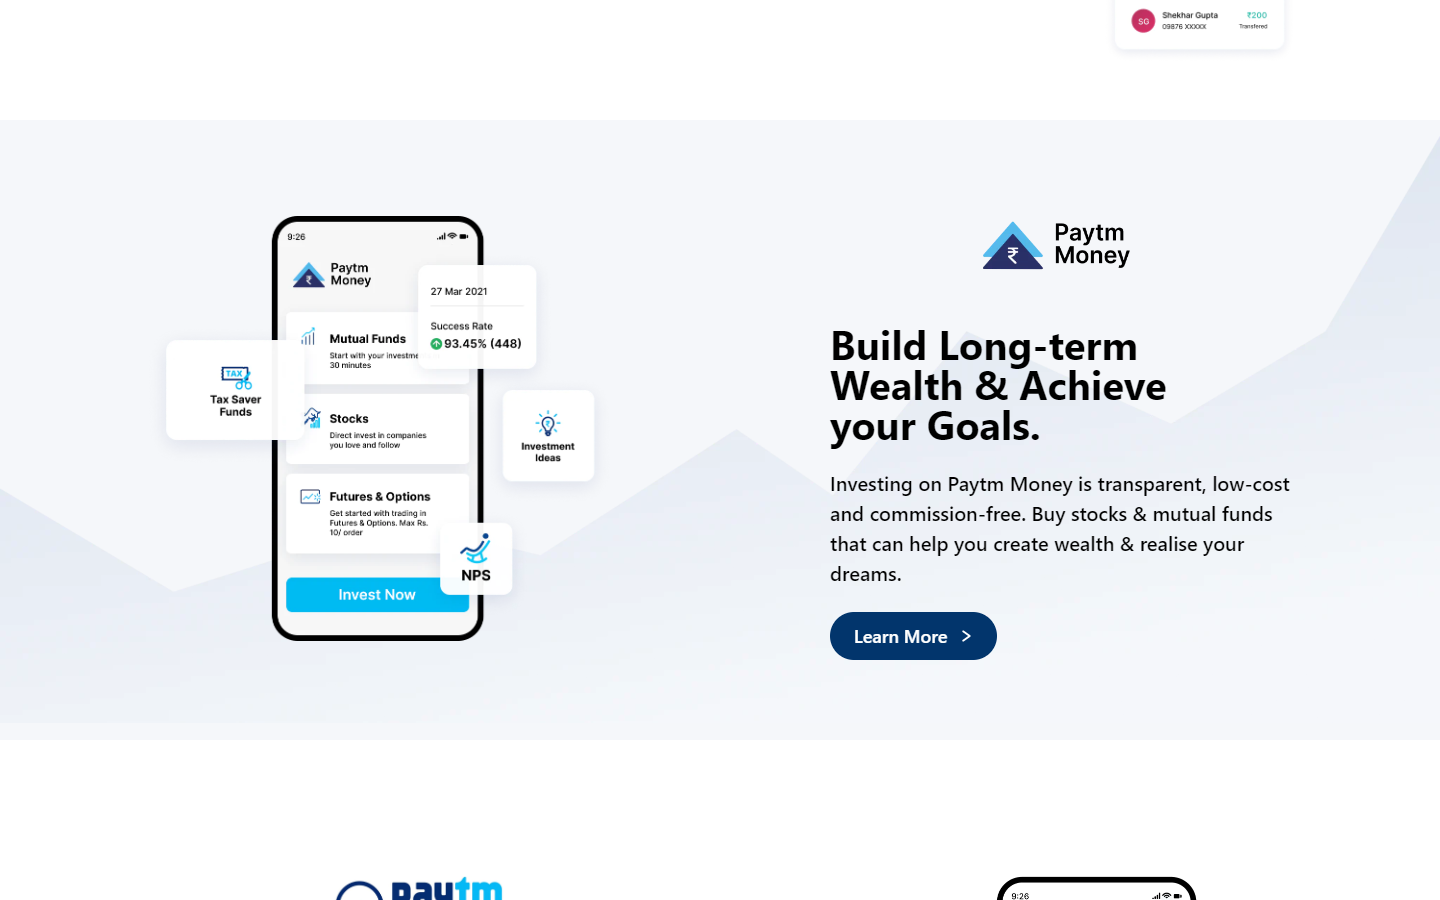 SG
Shekhar Gupta
09876 XXXXX
₹200
Transfered
9:26
Paytm
Money
27 Mar 2021
Success Rate
93.45% (448)
Mutual Funds
Start with your investme
30 minutes
TAX
Tax Saver
Funds
Stocks
Direct invest in companies
you love and follow
Investment
Ideas
Futures & Options
Get started with trading in
Futures & Options. Max Rs.
10/ order
NPS
Invest Now
₹
Paytm
Money
Build Long-term
Wealth & Achieve
your Goals.
Investing on Paytm Money is transparent, low-cost
and commission-free. Buy stocks & mutual funds
that can help you create wealth & realise your
dreams.
Learn More
paytm
9:26